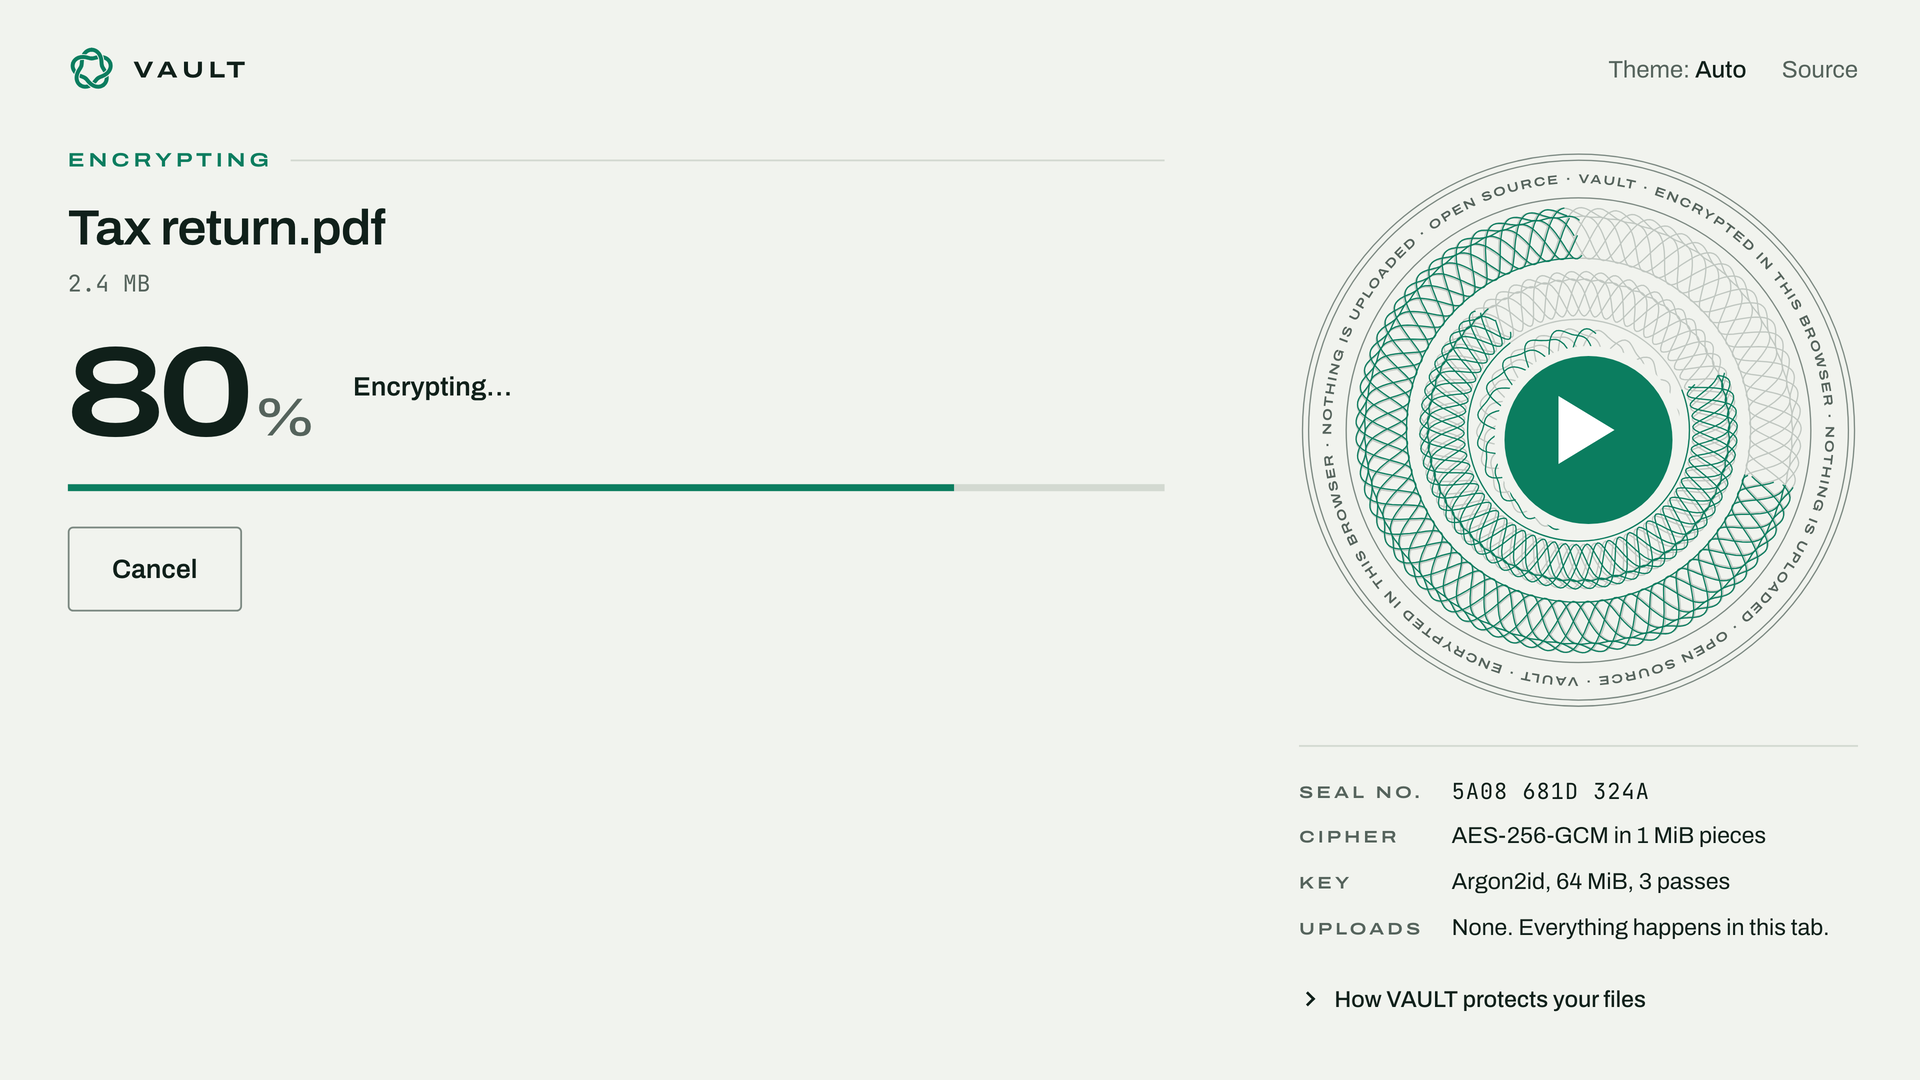 VAULT
Theme: Auto
Source
ENCRYPTING
Tax return.pdf
2.4 MB
80%
Encrypting...
Cancel
VAULT · ENCRYPTED IN THIS BROWSER · NOTHING IS UPLOADED · OPEN SOURCE · VAULT · ENCRYPTED IN THIS BROWSER · NOTHING IS UPLOADED · OPEN SOURCE ·
SEAL NO. 5A08 681D 324A
CIPHER AES-256-GCM in 1 MiB pieces
KEY Argon2id, 64 MiB, 3 passes
UPLOADS None. Everything happens in this tab.
How VAULT protects your files